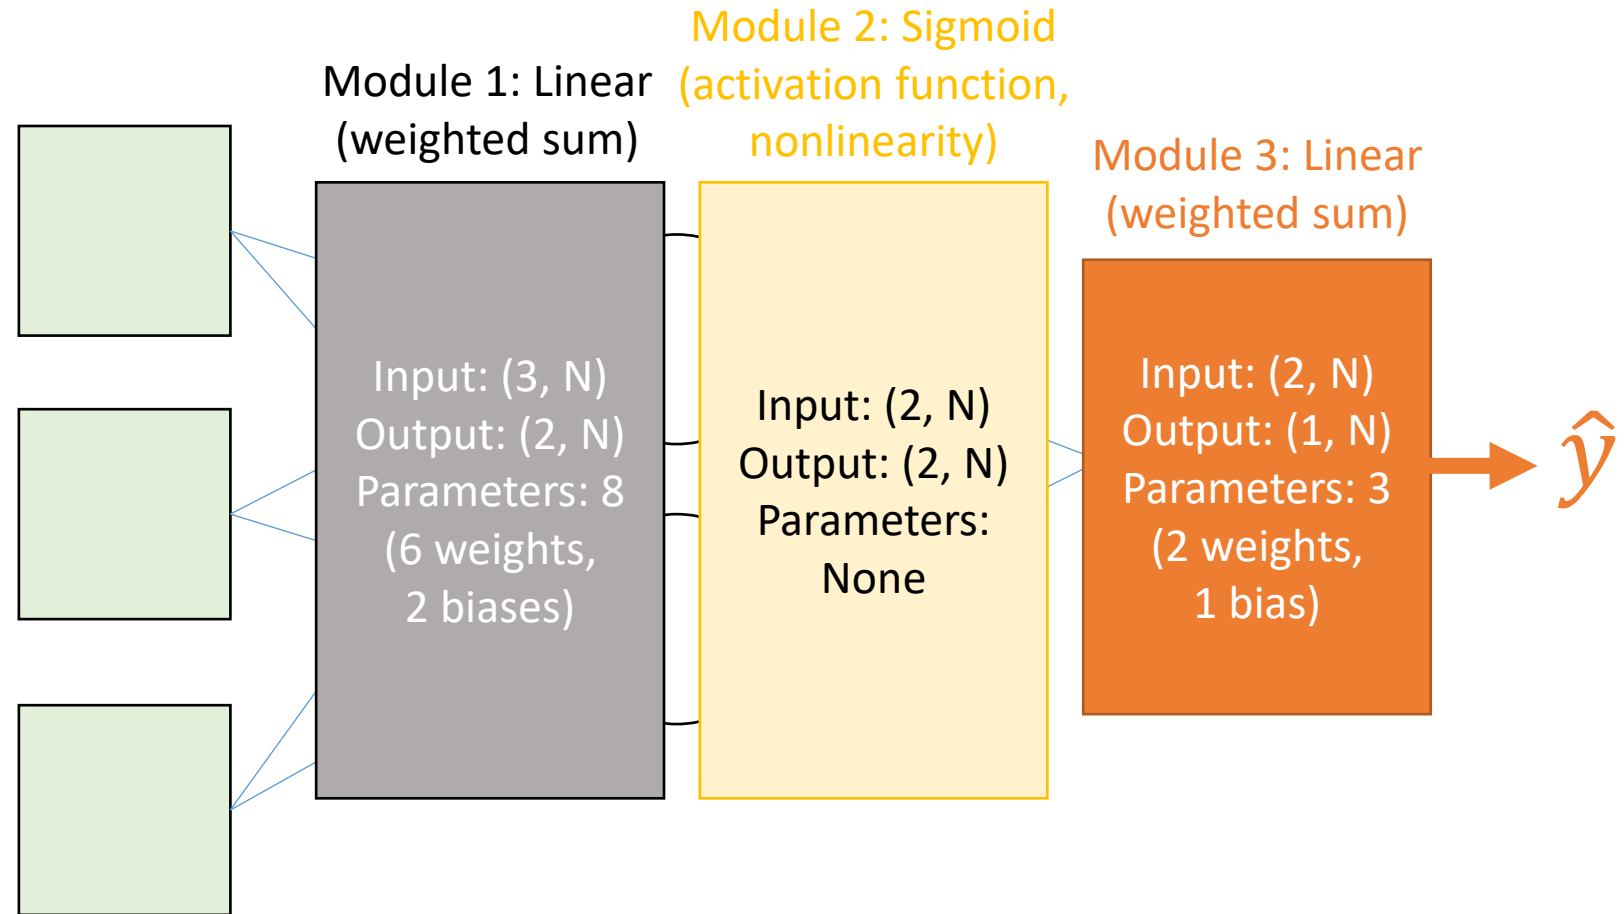 Module 1: Linear
(weighted sum)
Input: (3, N)
Output: (2, N)
Parameters: 8
(6 weights,
2 biases)
Module 2: Sigmoid
(activation function,
nonlinearity)
Input: (2, N)
Output: (2, N)
Parameters:
None
Module 3: Linear
(weighted sum)
Input: (2, N)
Output: (1, N)
Parameters: 3
(2 weights,
1 bias)
ŷ